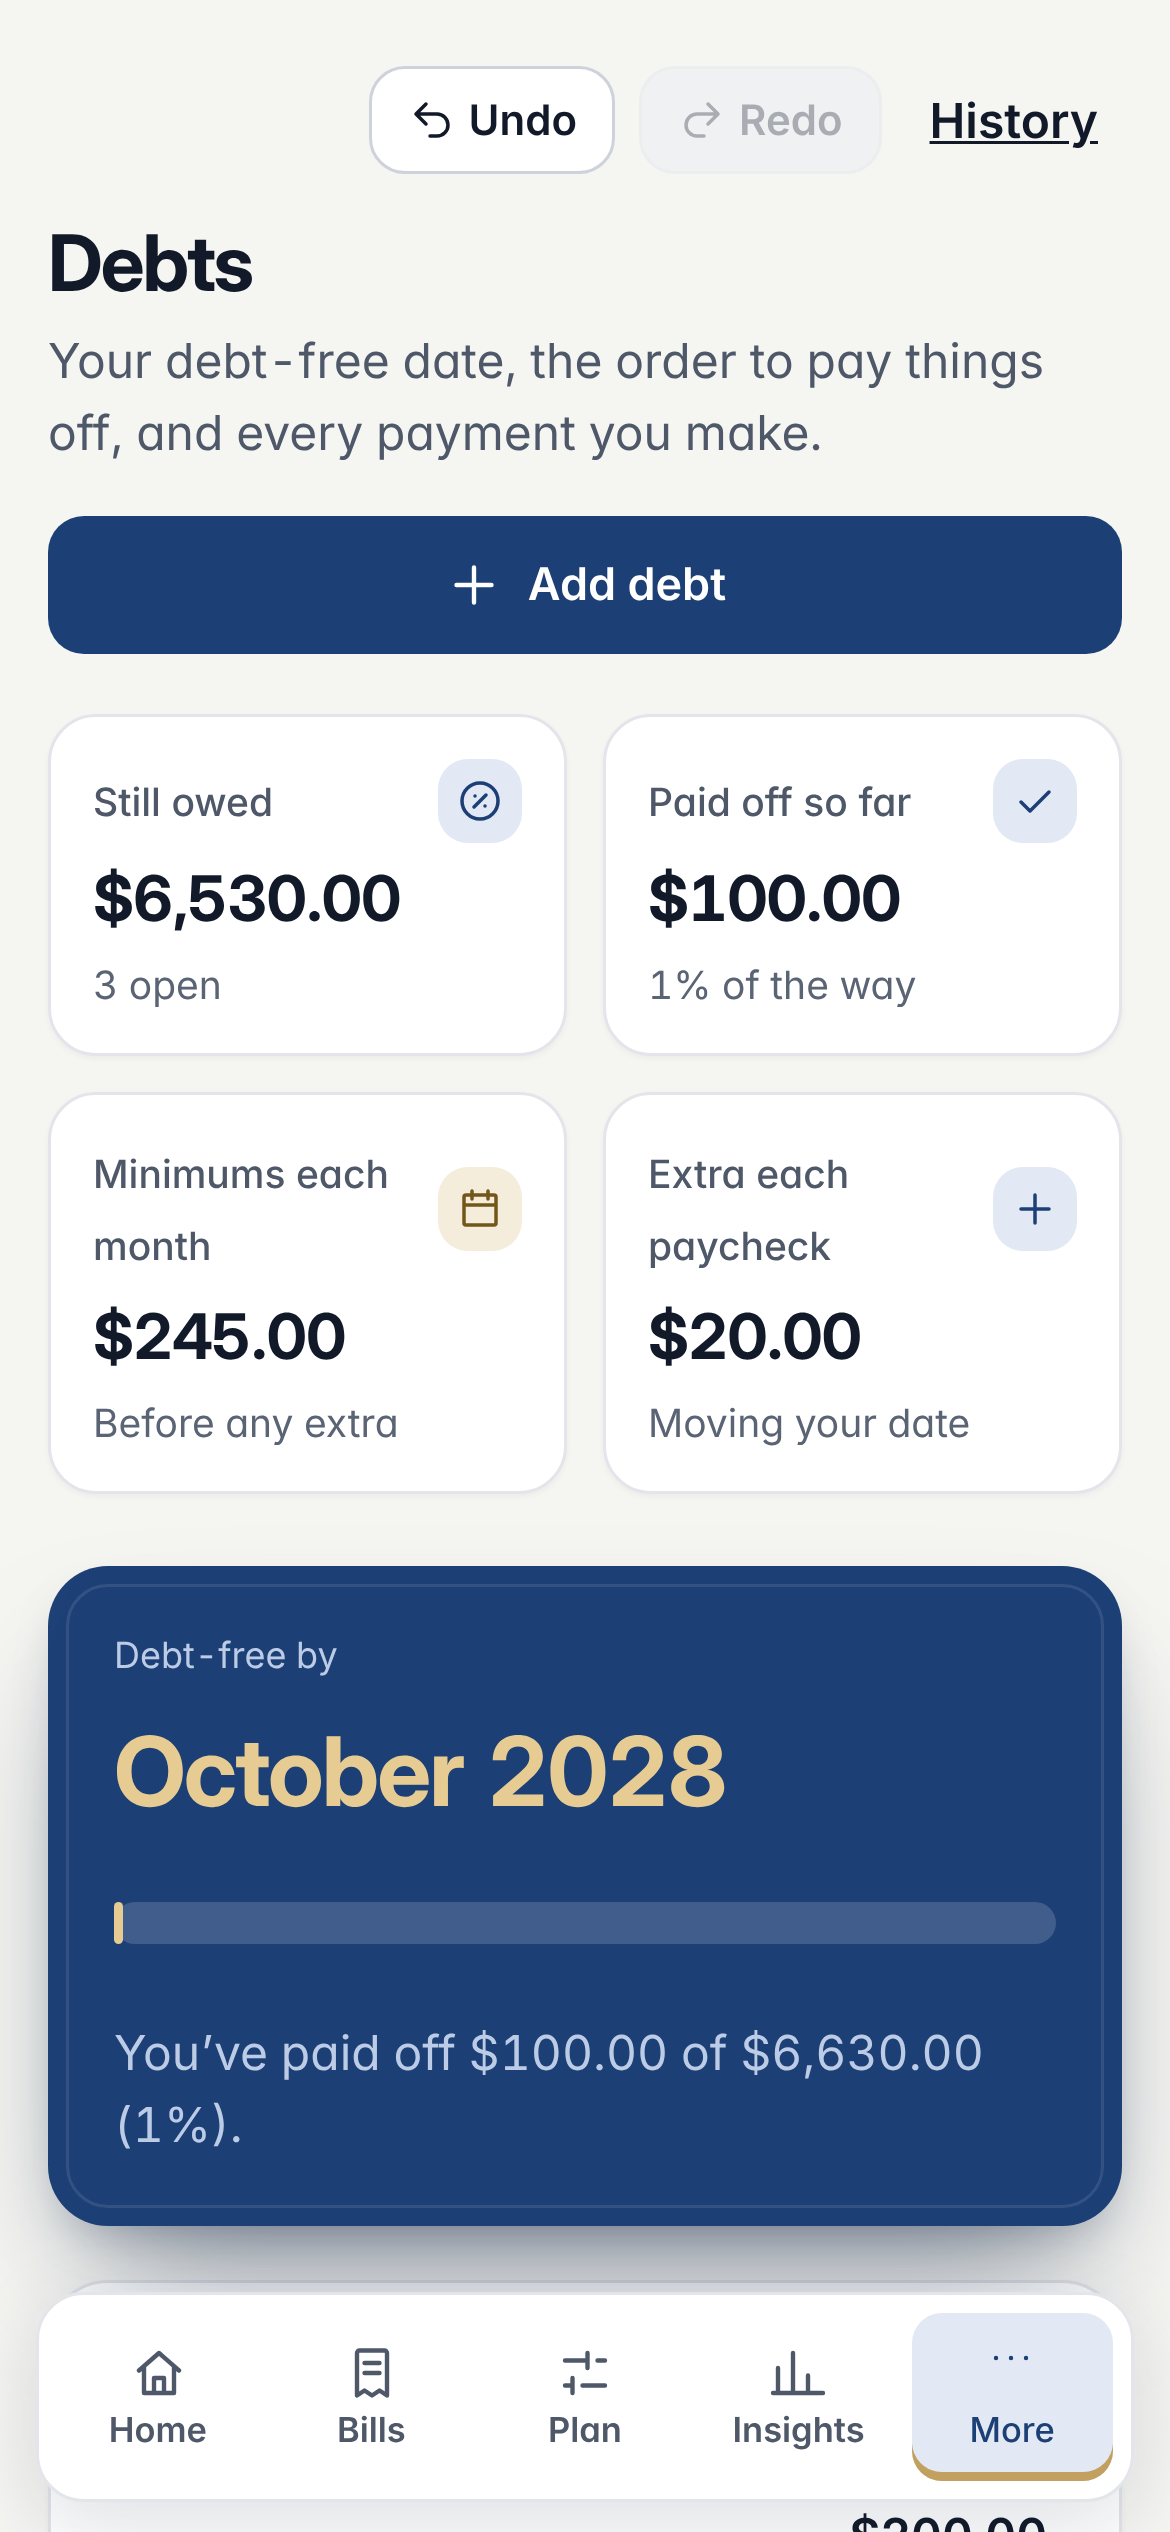 Undo
Redo
History
Debts
Your debt-free date, the order to pay things
off, and every payment you make.
Add debt
Still owed
$6,530.00
3 open
Paid off so far
$100.00
1% of the way
Minimums each
month
$245.00
Before any extra
Extra each
paycheck
$20.00
Moving your date
Debt-free by
October 2028
You’ve paid off $100.00 of $6,630.00
(1%).
Home
Bills
Plan
Insights
More